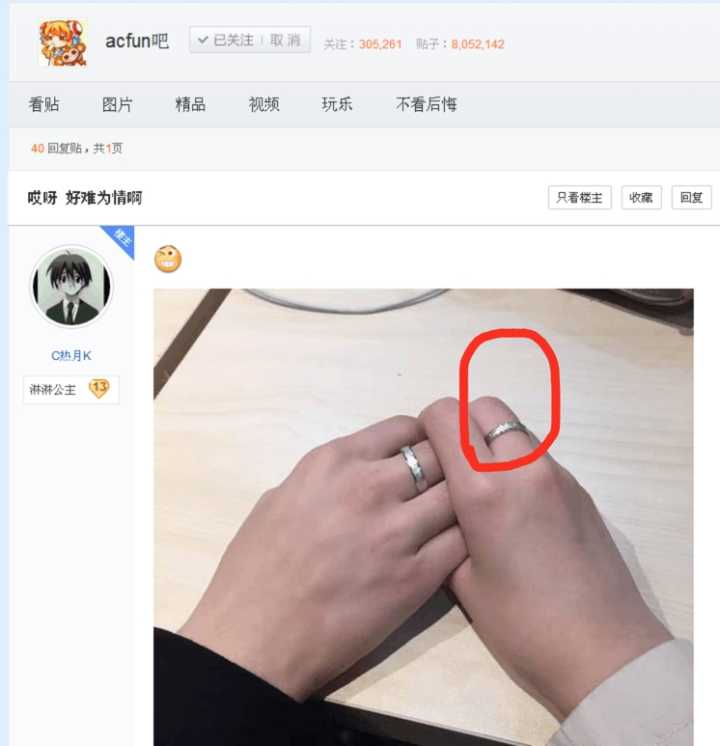 acfun吧 已关注 取消 关注：305,261 贴子：8,052,142
看贴 图片 精品 视频 玩乐 不看后悔
40 回复贴，共1页
哎呀 好难为情啊 只看楼主 收藏 回复
楼主
C热月K
淋淋公主 13